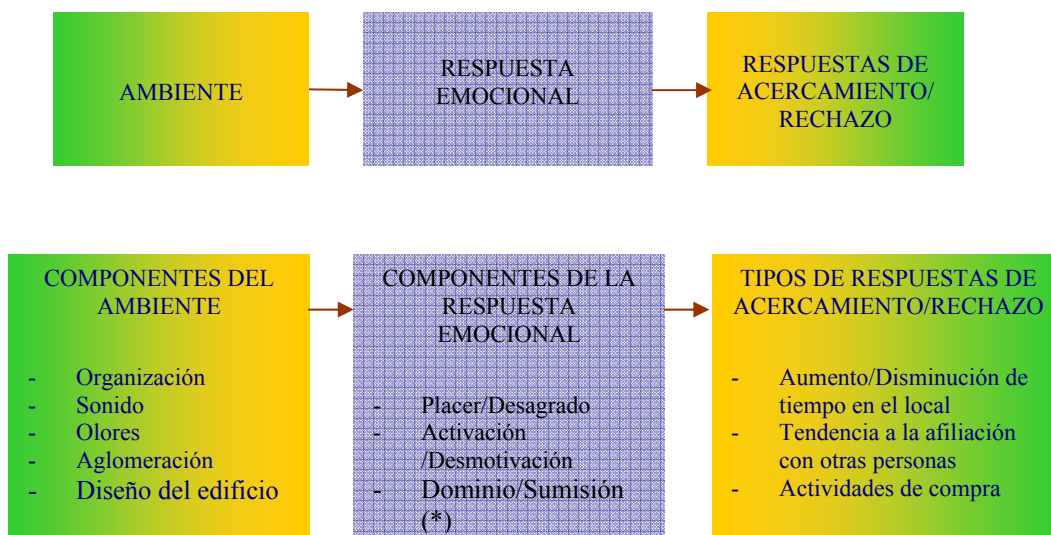 AMBIENTE
RESPUESTA
EMOCIONAL
RESPUESTAS DE
ACERCAMIENTO/
RECHAZO
COMPONENTES DEL
AMBIENTE
- Organización
- Sonido
- Olores
- Aglomeración
- Diseño del edificio
COMPONENTES DE LA
RESPUESTA
EMOCIONAL
- Placer/Desagrado
- Activación
/Desmotivación
- Dominio/Sumisión
(*)
TIPOS DE RESPUESTAS DE
ACERCAMIENTO/RECHAZO
- Aumento/Disminución de
tiempo en el local
- Tendencia a la afiliación
con otras personas
- Actividades de compra